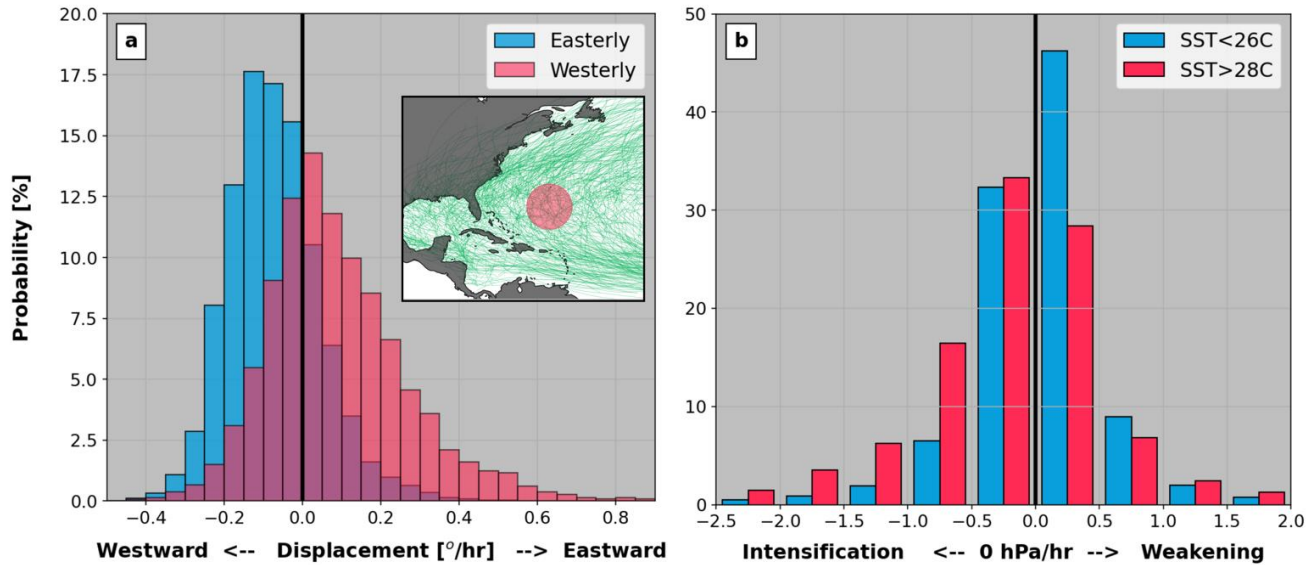 a
Easterly
Westerly
20.0
17.5
15.0
12.5
10.0
7.5
5.0
2.5
0.0
Probability [%]
−0.4 −0.2 0.0 0.2 0.4 0.6 0.8
Westward <-- Displacement [°/hr] --> Eastward
b
SST<26C
SST>28C
50
40
30
20
10
0
−2.5 −2.0 −1.5 −1.0 −0.5 0.0 0.5 1.0 1.5 2.0
Intensification <-- 0 hPa/hr --> Weakening